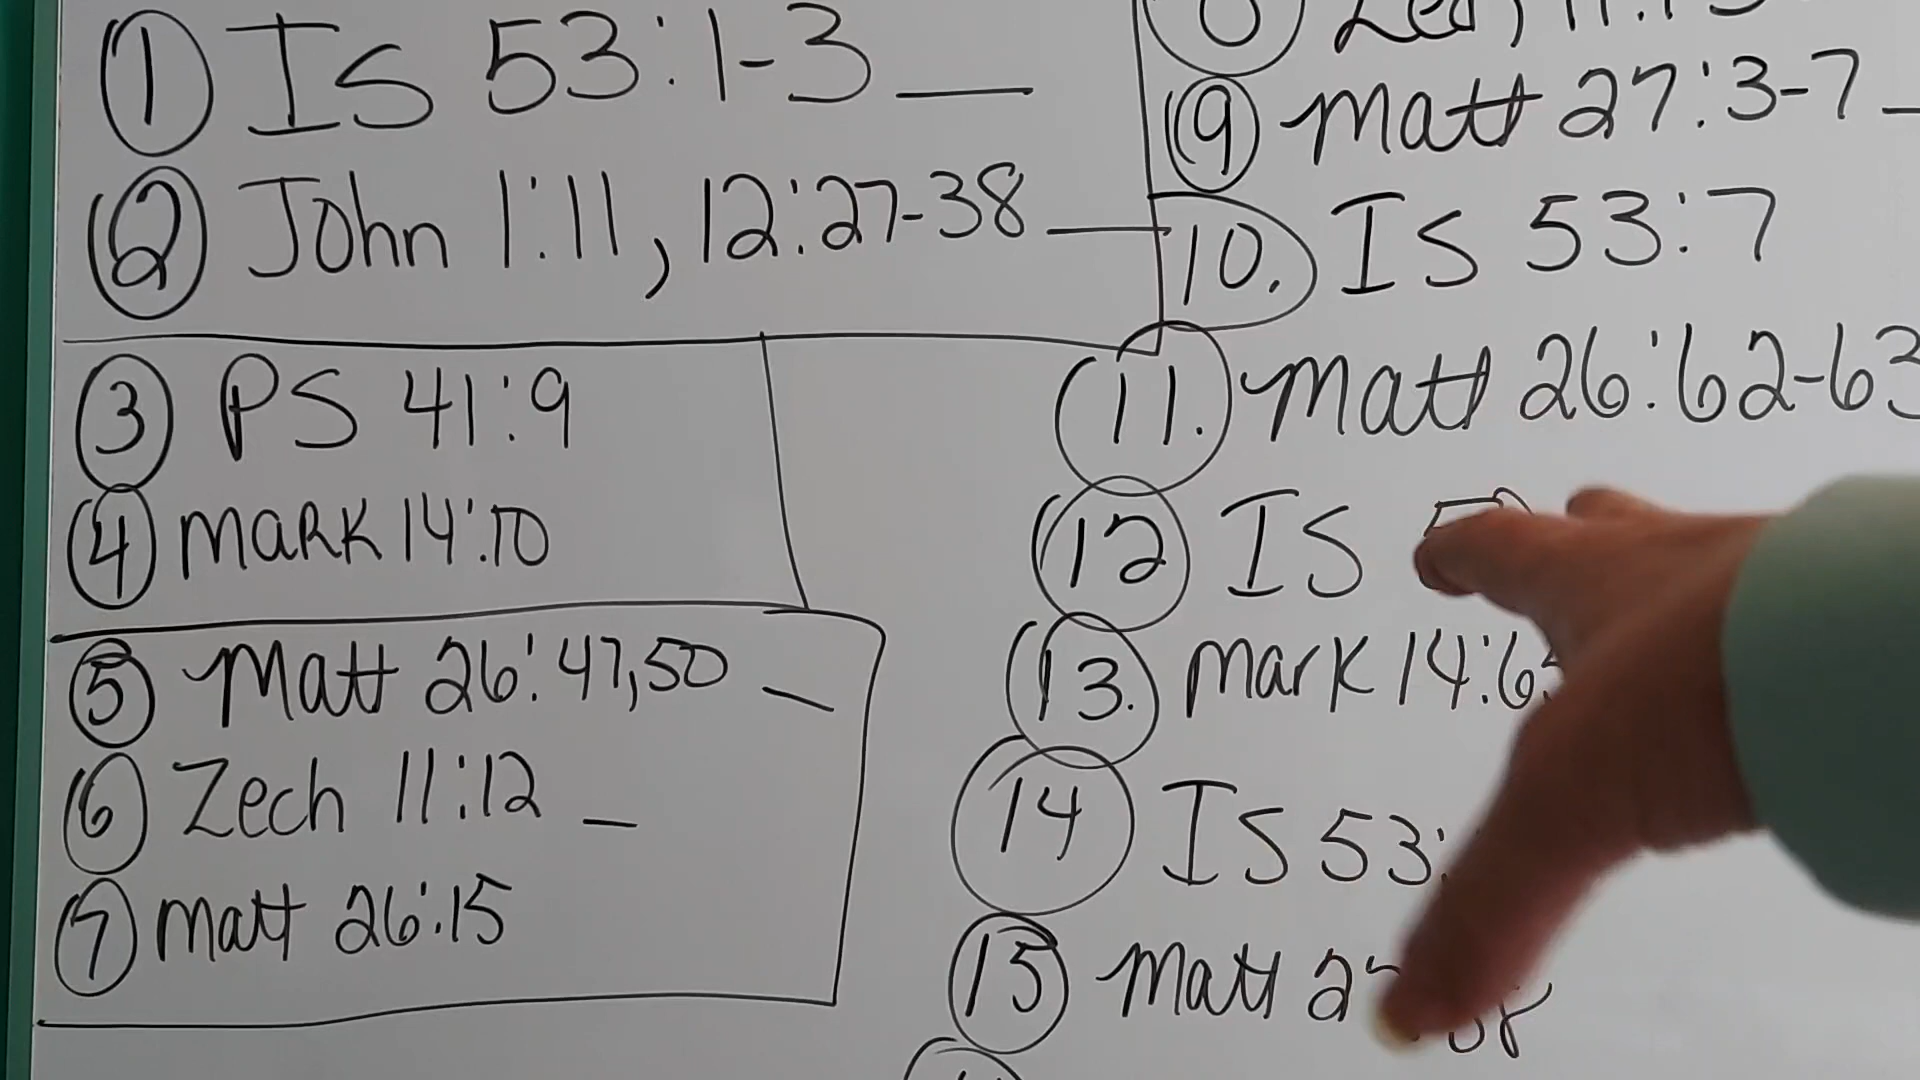 ① Is 53:1-3 __
② John 1:11, 12:27-38 __
③ PS 41:9
④ MARK 14:10
⑤ Matt 26:47,50 _
⑥ Zech 11:12 _
⑦ Matt 26:15
⑨ Matt 27:3-7 _
10. Is 53:7
11. Matt 26:62-63
12 IS
13. Mark 14:65
14 Is 53:
15 Matt